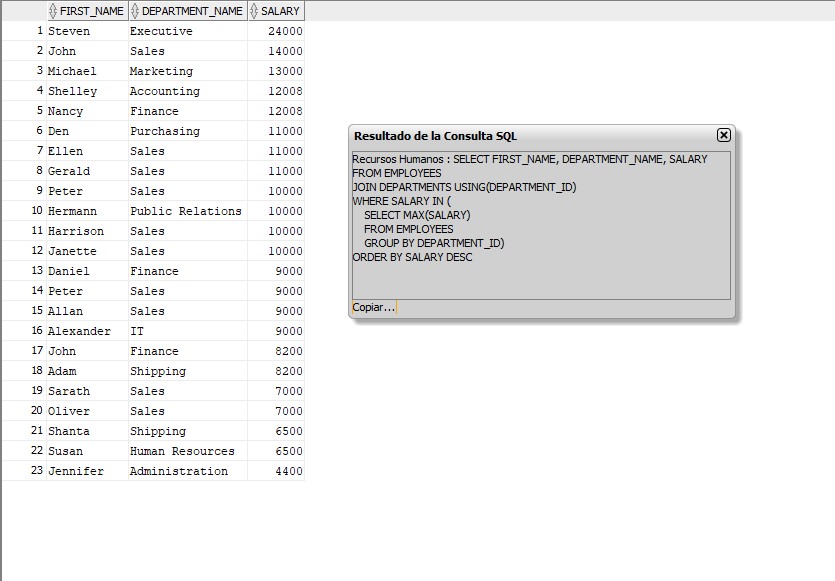 FIRST_NAME DEPARTMENT_NAME SALARY
1 Steven Executive 24000
2 John Sales 14000
3 Michael Marketing 13000
4 Shelley Accounting 12008
5 Nancy Finance 12008
6 Den Purchasing 11000
7 Ellen Sales 11000
8 Gerald Sales 11000
9 Peter Sales 10000
10 Hermann Public Relations 10000
11 Harrison Sales 10000
12 Janette Sales 10000
13 Daniel Finance 9000
14 Peter Sales 9000
15 Allan Sales 9000
16 Alexander IT 9000
17 John Finance 8200
18 Adam Shipping 8200
19 Sarath Sales 7000
20 Oliver Sales 7000
21 Shanta Shipping 6500
22 Susan Human Resources 6500
23 Jennifer Administration 4400
Resultado de la Consulta SQL
Recursos Humanos : SELECT FIRST_NAME, DEPARTMENT_NAME, SALARY
FROM EMPLOYEES
JOIN DEPARTMENTS USING(DEPARTMENT_ID)
WHERE SALARY IN (
SELECT MAX(SALARY)
FROM EMPLOYEES
GROUP BY DEPARTMENT_ID)
ORDER BY SALARY DESC
Copiar...